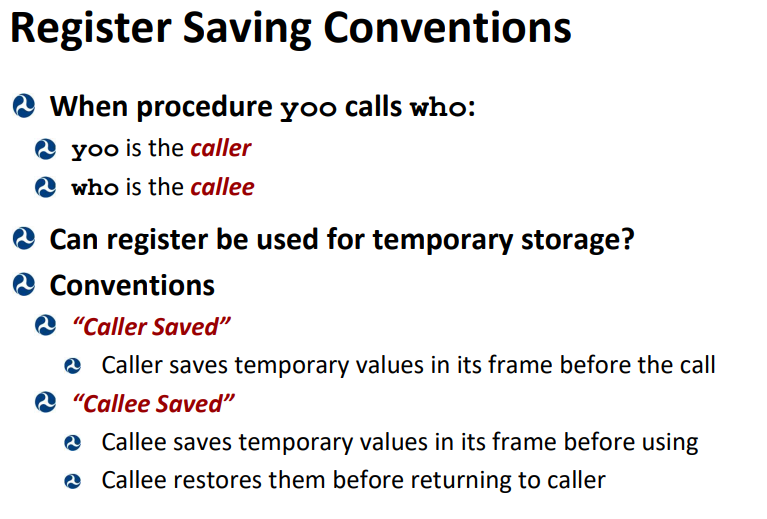 Register Saving Conventions
When procedure yoo calls who:
yoo is the caller
who is the callee
Can register be used for temporary storage?
Conventions
“Caller Saved”
Caller saves temporary values in its frame before the call
“Callee Saved”
Callee saves temporary values in its frame before using
Callee restores them before returning to caller